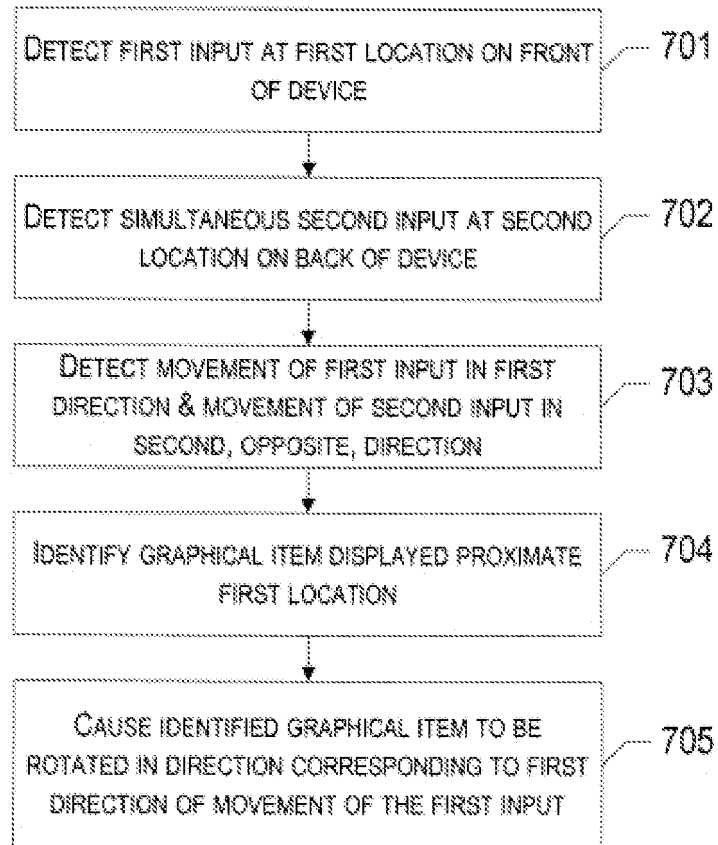 DETECT FIRST INPUT AT FIRST LOCATION ON FRONT
OF DEVICE
701
DETECT SIMULTANEOUS SECOND INPUT AT SECOND
LOCATION ON BACK OF DEVICE
702
DETECT MOVEMENT OF FIRST INPUT IN FIRST
DIRECTION & MOVEMENT OF SECOND INPUT IN
SECOND, OPPOSITE, DIRECTION
703
IDENTIFY GRAPHICAL ITEM DISPLAYED PROXIMATE
FIRST LOCATION
704
CAUSE IDENTIFIED GRAPHICAL ITEM TO BE
ROTATED IN DIRECTION CORRESPONDING TO FIRST
DIRECTION OF MOVEMENT OF THE FIRST INPUT
705